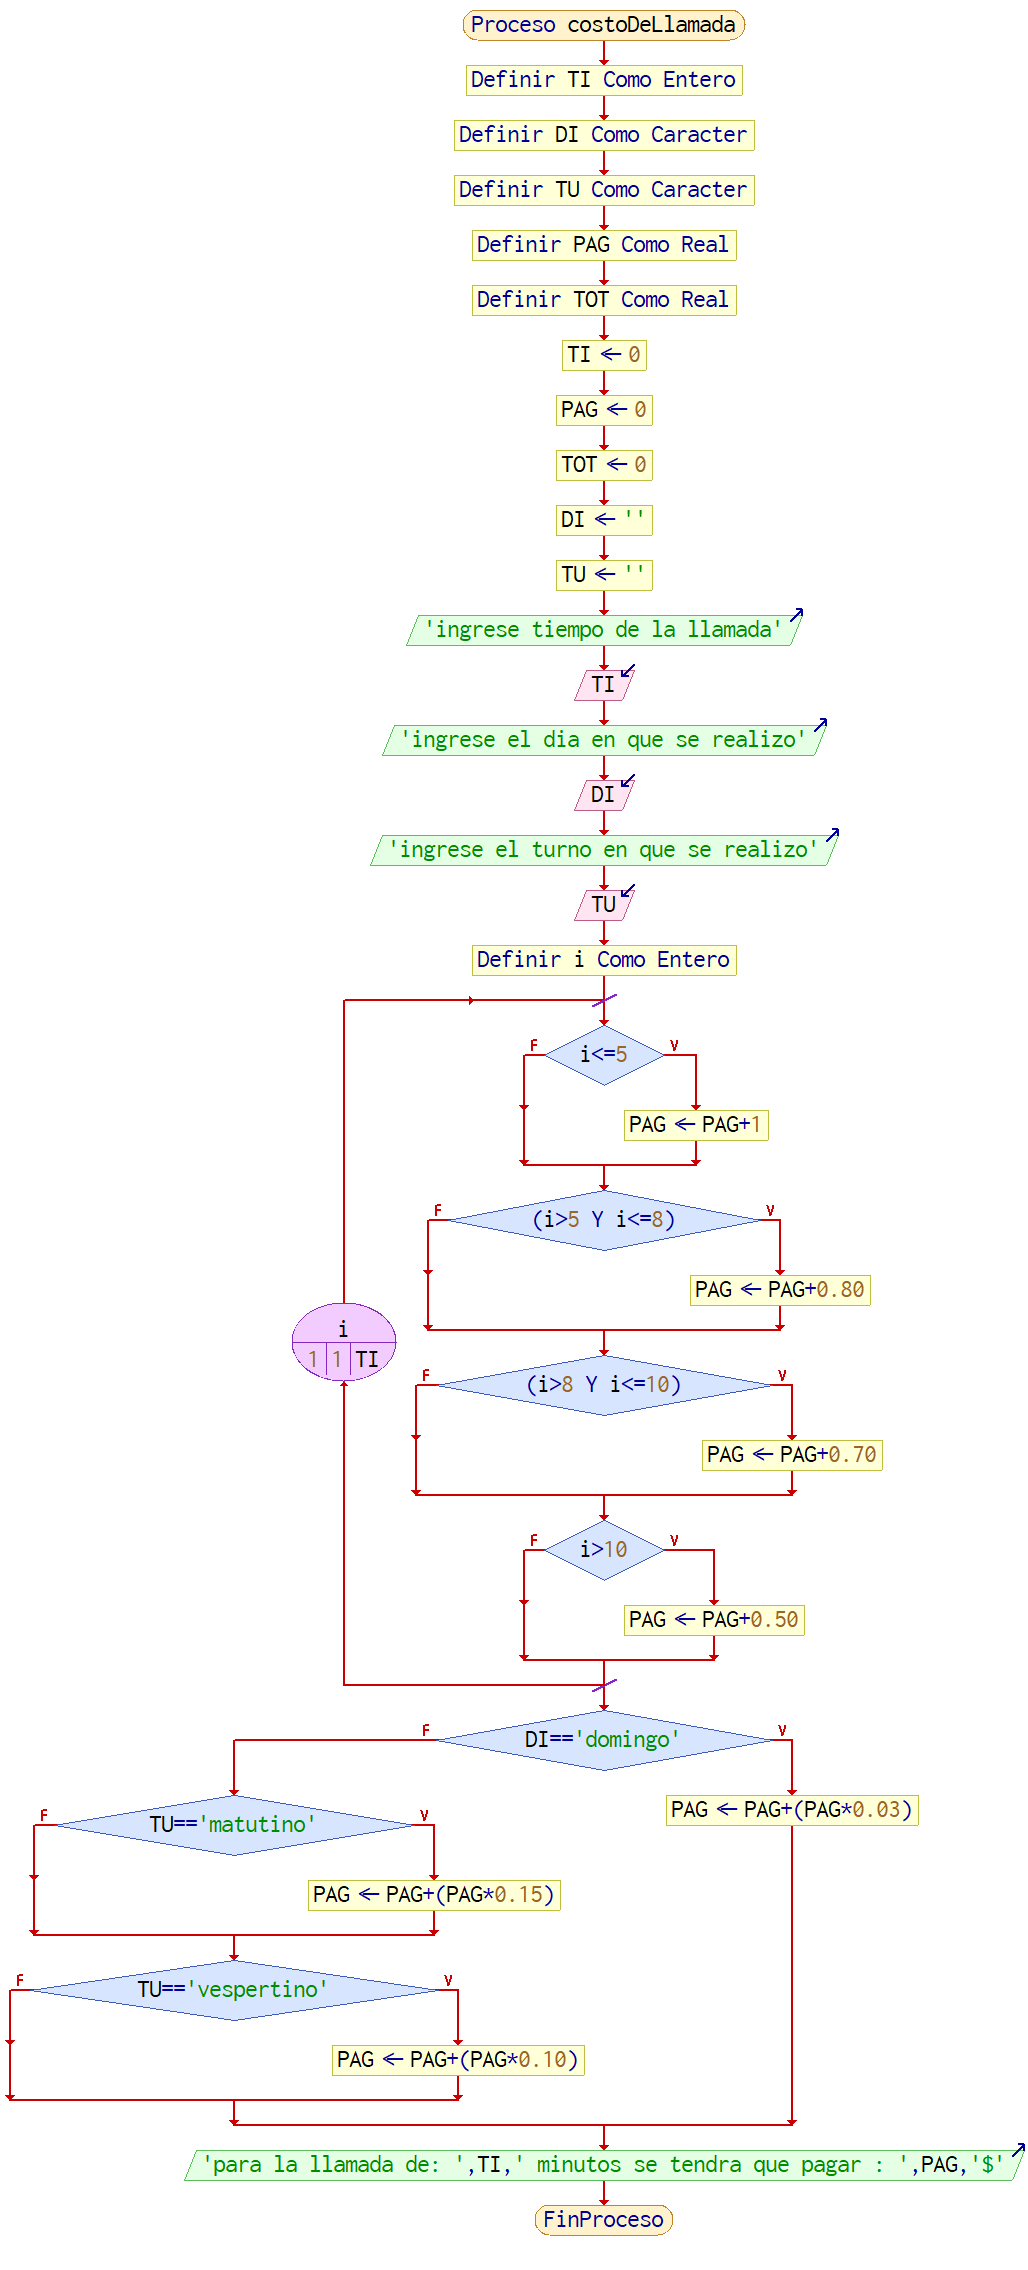 Proceso costoDeLlamada
Definir TI Como Entero
Definir DI Como Caracter
Definir TU Como Caracter
Definir PAG Como Real
Definir TOT Como Real
TI ← 0
PAG ← 0
TOT ← 0
DI ← ''
TU ← ''
'ingrese tiempo de la llamada'
TI
'ingrese el dia en que se realizo'
DI
'ingrese el turno en que se realizo'
TU
Definir i Como Entero
F V
i<=5
PAG ← PAG+1
F V
(i>5 Y i<=8)
PAG ← PAG+0.80
i
1 1 TI
F V
(i>8 Y i<=10)
PAG ← PAG+0.70
F V
i>10
PAG ← PAG+0.50
F V
DI=='domingo'
PAG ← PAG+(PAG*0.03)
F V
TU=='matutino'
PAG ← PAG+(PAG*0.15)
F V
TU=='vespertino'
PAG ← PAG+(PAG*0.10)
'para la llamada de: ',TI,' minutos se tendra que pagar : ',PAG,'$'
FinProceso